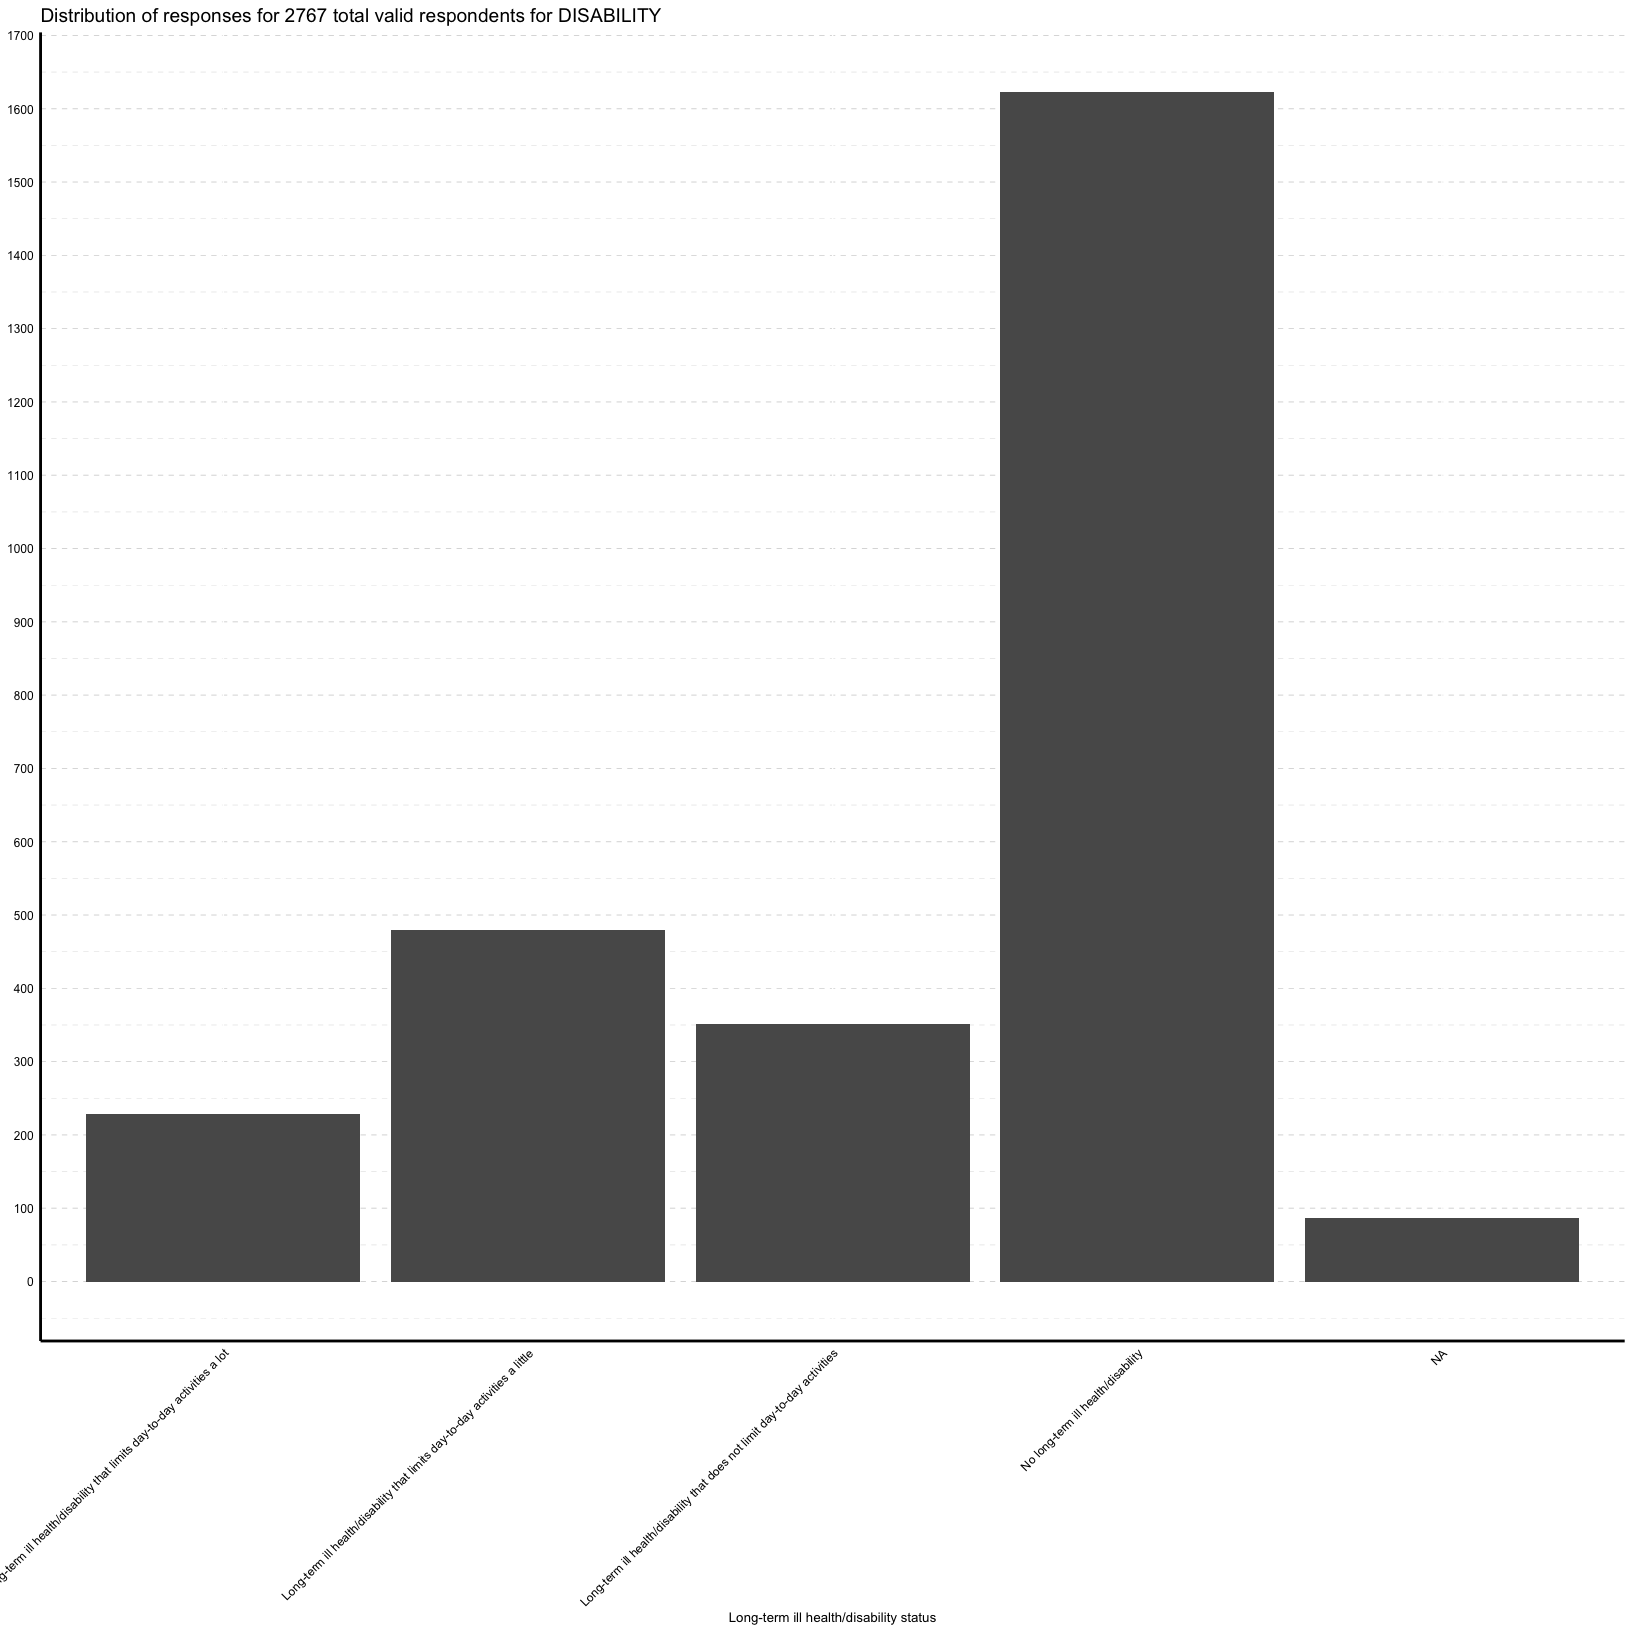 Distribution of responses for 2767 total valid respondents for DISABILITY
1700
1600
1500
1400
1300
1200
1100
1000
900
800
700
600
500
400
300
200
100
0
ill health/disability that limits day-to-day activities a lot
Long-term ill health/disability that limits day-to-day activities a little
Long-term ill health/disability that does not limit day-to-day activities
No long-term ill health/disability
NA
Long-term ill health/disability status